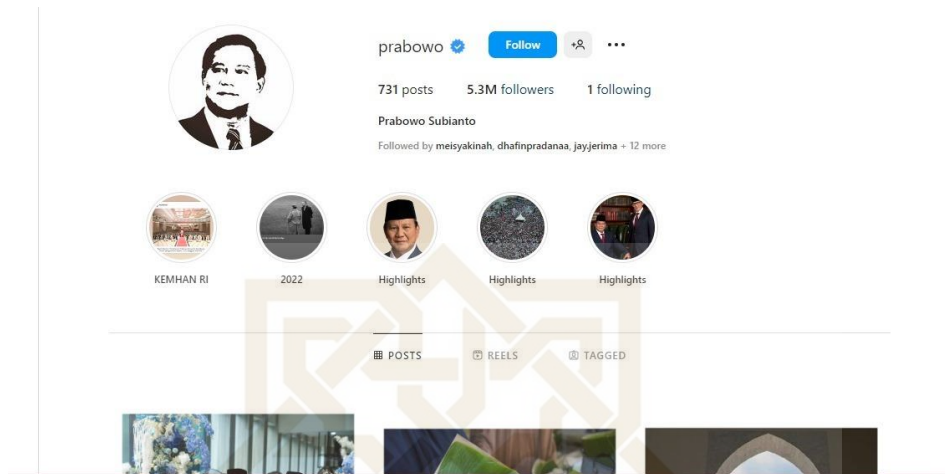 prabowo Follow
731 posts 5.3M followers 1 following
Prabowo Subianto
Followed by meisyakinah, dhafinpradanaa, jay.jerima + 12 more
KEMHAN RI 2022 Highlights Highlights Highlights
POSTS REELS TAGGED